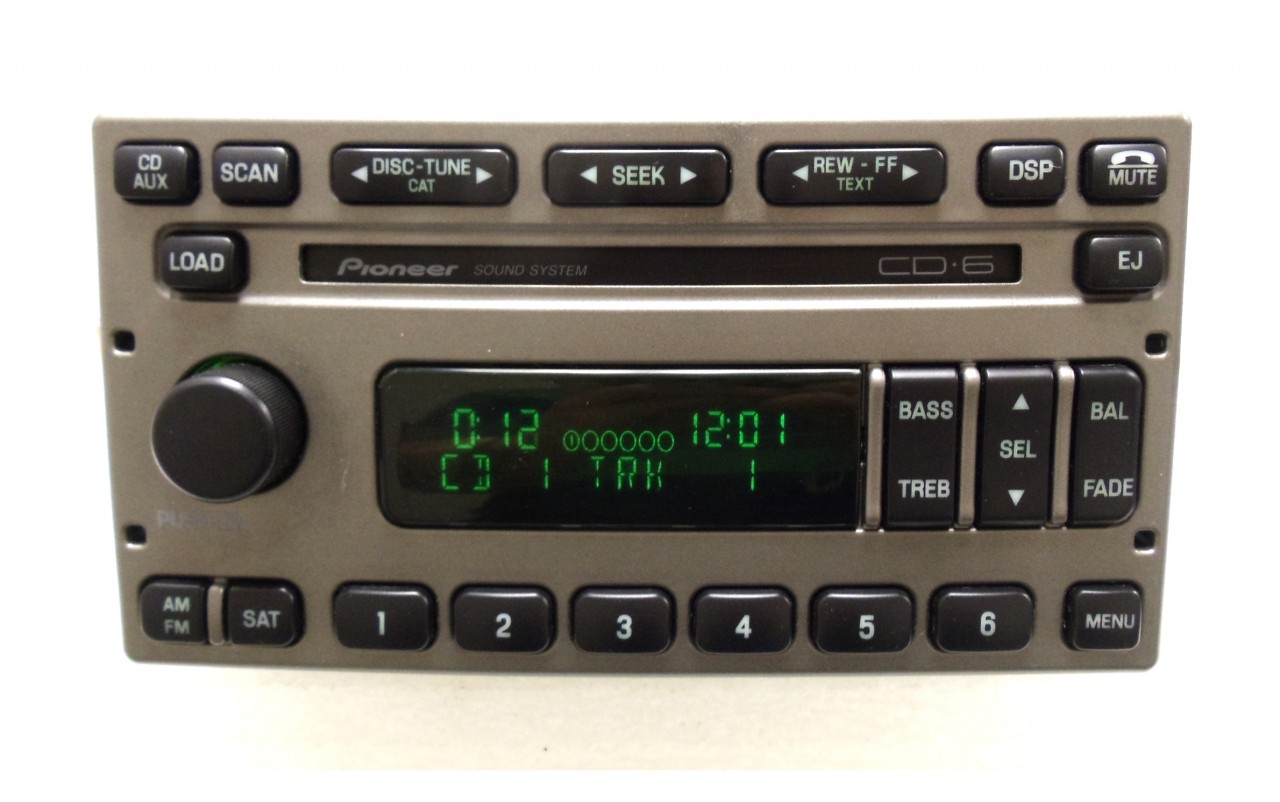 CD
AUX
SCAN
DISC-TUNE
CAT
SEEK
REW - FF
TEXT
DSP
MUTE
LOAD
Pioneer SOUND SYSTEM CD·6
EJ
0:12 12:01
CD 1 TRK 1
BASS
TREB
SEL
BAL
FADE
AM
FM
SAT
1
2
3
4
5
6
MENU